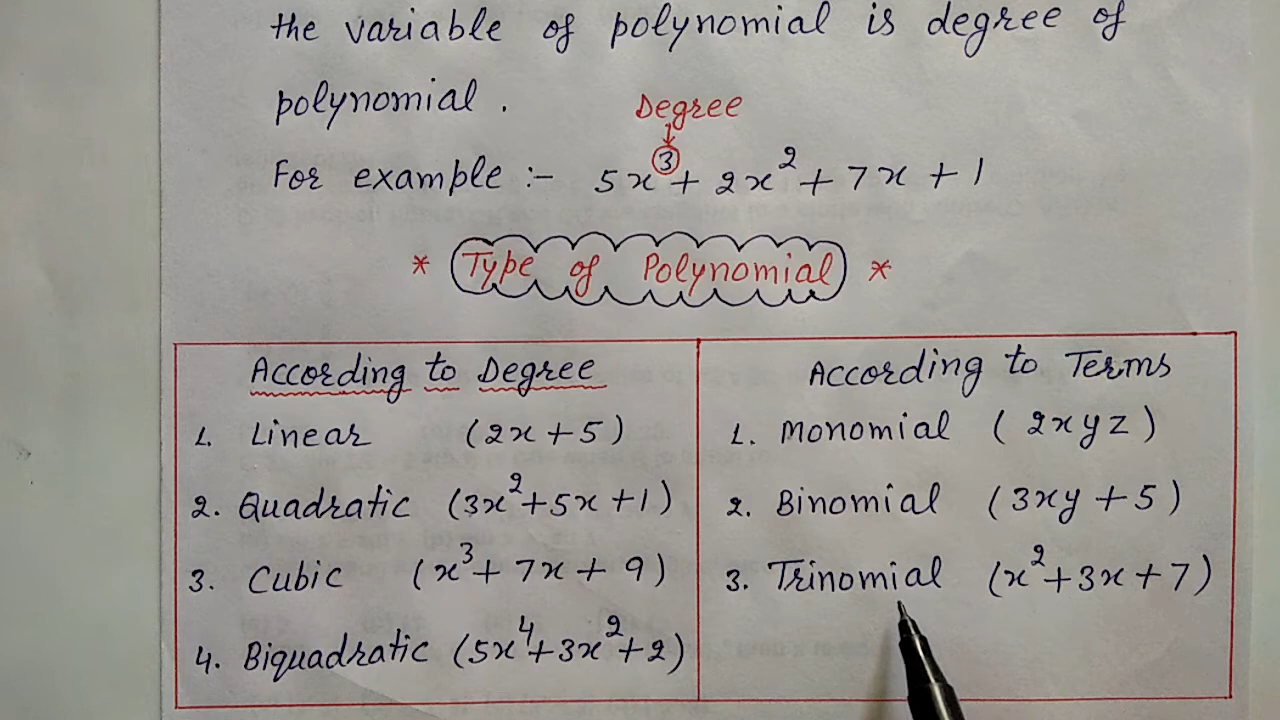 the variable of polynomial is degree of
polynomial.
Degree
For example :- 5x³ + 2x² + 7x + 1
* Type of Polynomial *
According to Degree
1. Linear (2x + 5)
2. Quadratic (3x² + 5x + 1)
3. Cubic (x³ + 7x + 9)
4. Biquadratic (5x⁴ + 3x² + 2)
According to Terms
1. Monomial (2xyz)
2. Binomial (3xy + 5)
3. Trinomial (x² + 3x + 7)